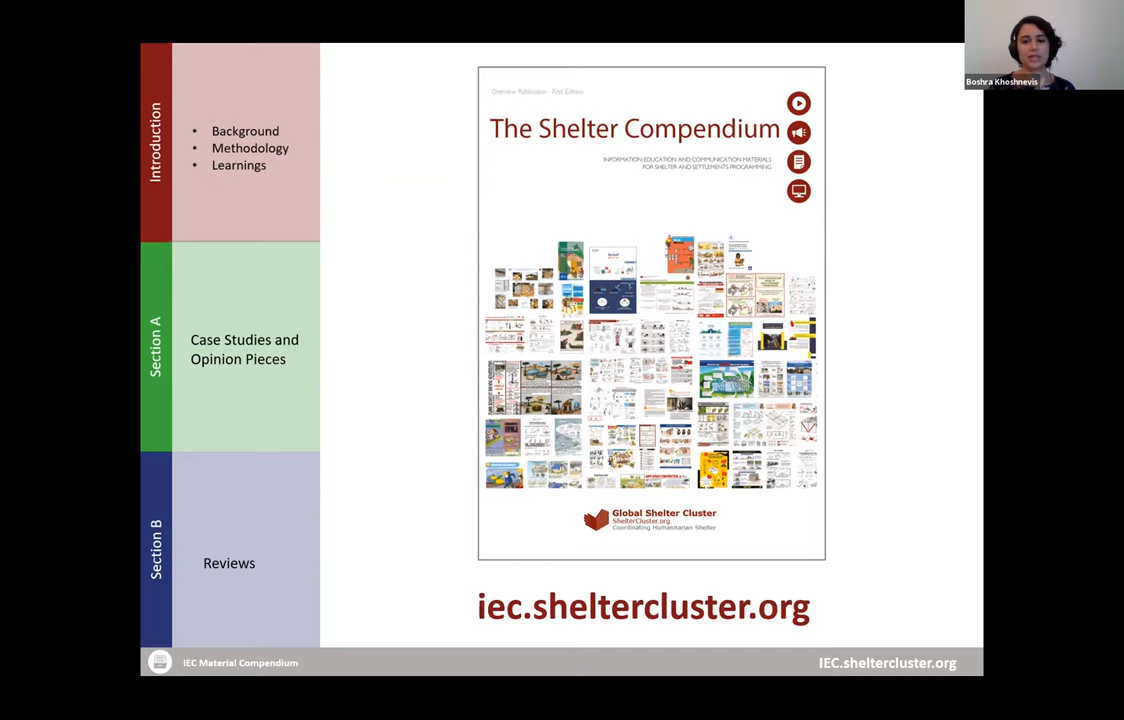 Boshra Khoshnevis
Introduction
• Background
• Methodology
• Learnings
Section A
Case Studies and
Opinion Pieces
Section B
Reviews
Overview Publication - First Edition
The Shelter Compendium
INFORMATION EDUCATION AND COMMUNICATION MATERIALS
FOR SHELTER AND SETTLEMENTS PROGRAMMING
Global Shelter Cluster
ShelterCluster.org
Coordinating Humanitarian Shelter
iec.sheltercluster.org
IEC Material Compendium
IEC.sheltercluster.org